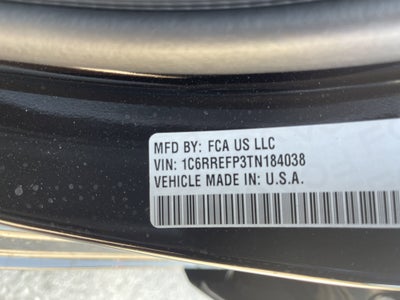 MFD BY: FCA US LLC
VIN: 1C6RREFP3TN184038
VEHICLE MADE IN: U.S.A.